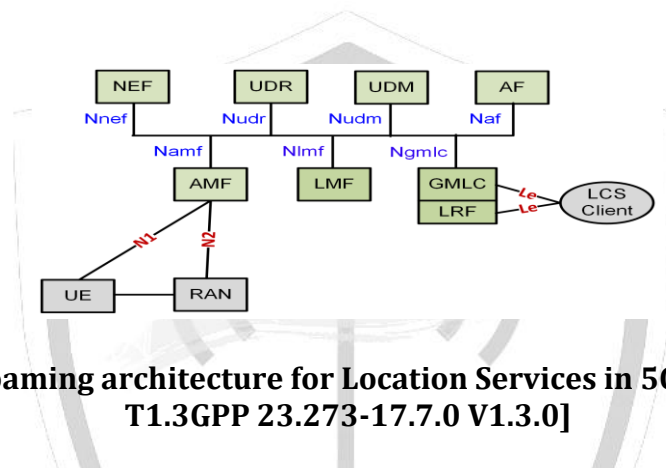 NEF UDR UDM AF
Nnef Nudr Nudm Naf
Namf Nlmf Ngmlc
AMF LMF GMLC
LRF
Le
Le
LCS
Client
N1 N2
UE RAN
oaming architecture for Location Services in 5G
T1.3GPP 23.273-17.7.0 V1.3.0]